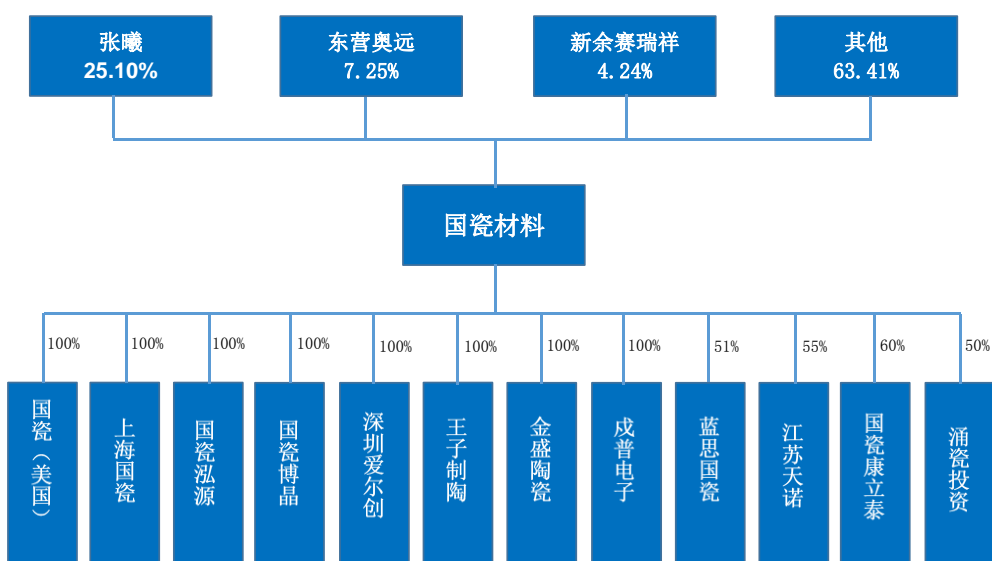 张曦
25.10%
东营奥远
7.25%
新余赛瑞祥
4.24%
其他
63.41%
国瓷材料
100%
100%
100%
100%
100%
100%
100%
100%
51%
55%
60%
50%
国瓷（美国）
上海国瓷
国瓷泓源
国瓷博晶
深圳爱尔创
王子制陶
金盛陶瓷
戍普电子
蓝思国瓷
江苏天诺
国瓷康立泰
涌瓷投资